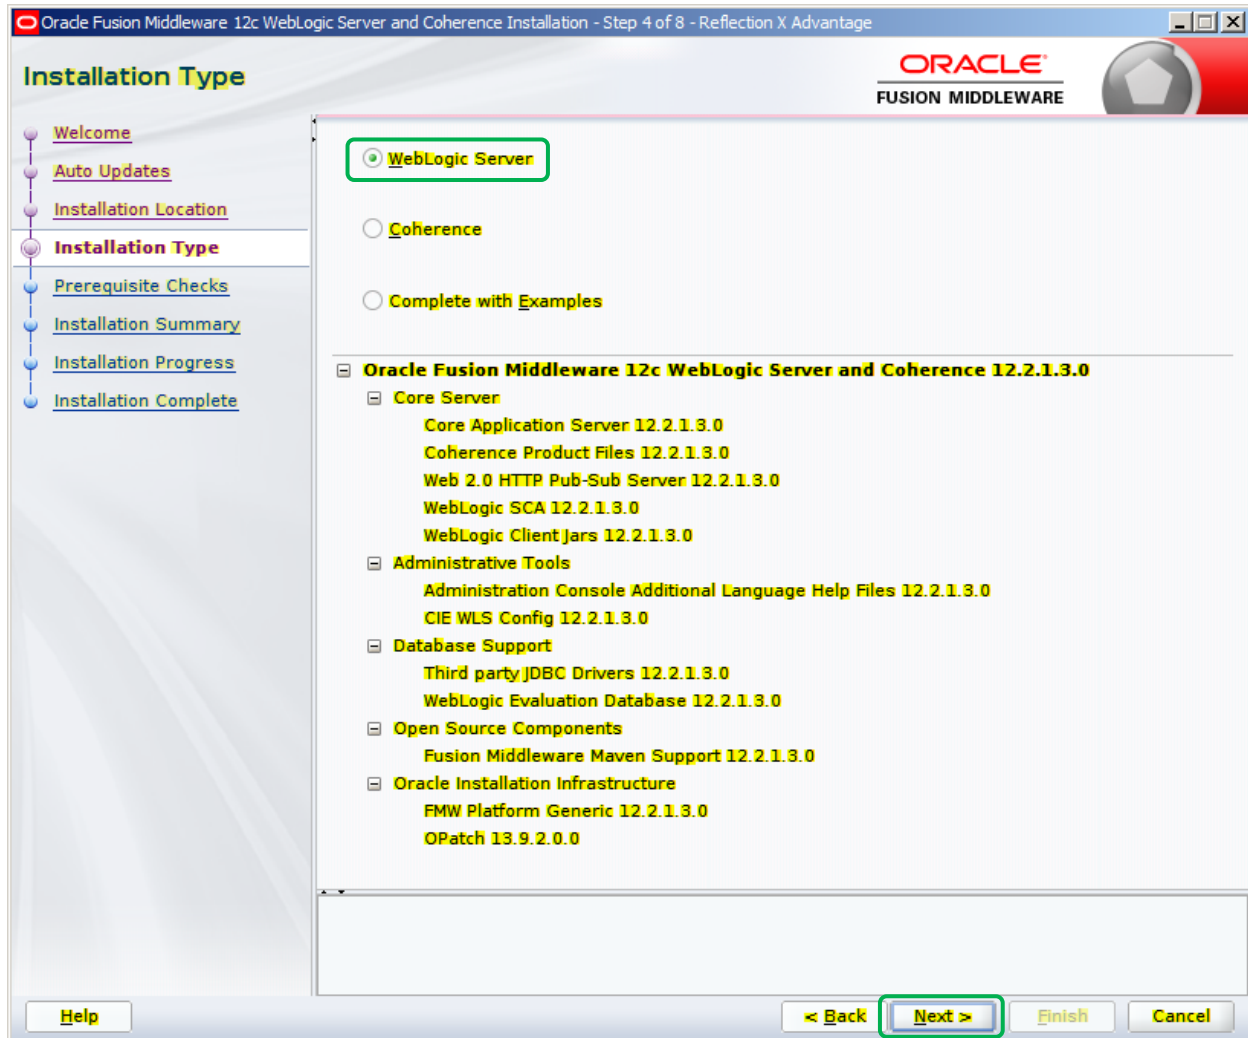 Oracle Fusion Middleware 12c WebLogic Server and Coherence Installation - Step 4 of 8 - Reflection X Advantage
Installation Type
ORACLE
FUSION MIDDLEWARE
Welcome
Auto Updates
Installation Location
Installation Type
Prerequisite Checks
Installation Summary
Installation Progress
Installation Complete
WebLogic Server
Coherence
Complete with Examples
Oracle Fusion Middleware 12c WebLogic Server and Coherence 12.2.1.3.0
Core Server
Core Application Server 12.2.1.3.0
Coherence Product Files 12.2.1.3.0
Web 2.0 HTTP Pub-Sub Server 12.2.1.3.0
WebLogic SCA 12.2.1.3.0
WebLogic Client Jars 12.2.1.3.0
Administrative Tools
Administration Console Additional Language Help Files 12.2.1.3.0
CIE WLS Config 12.2.1.3.0
Database Support
Third party JDBC Drivers 12.2.1.3.0
WebLogic Evaluation Database 12.2.1.3.0
Open Source Components
Fusion Middleware Maven Support 12.2.1.3.0
Oracle Installation Infrastructure
FMW Platform Generic 12.2.1.3.0
OPatch 13.9.2.0.0
Help
< Back
Next >
Finish
Cancel